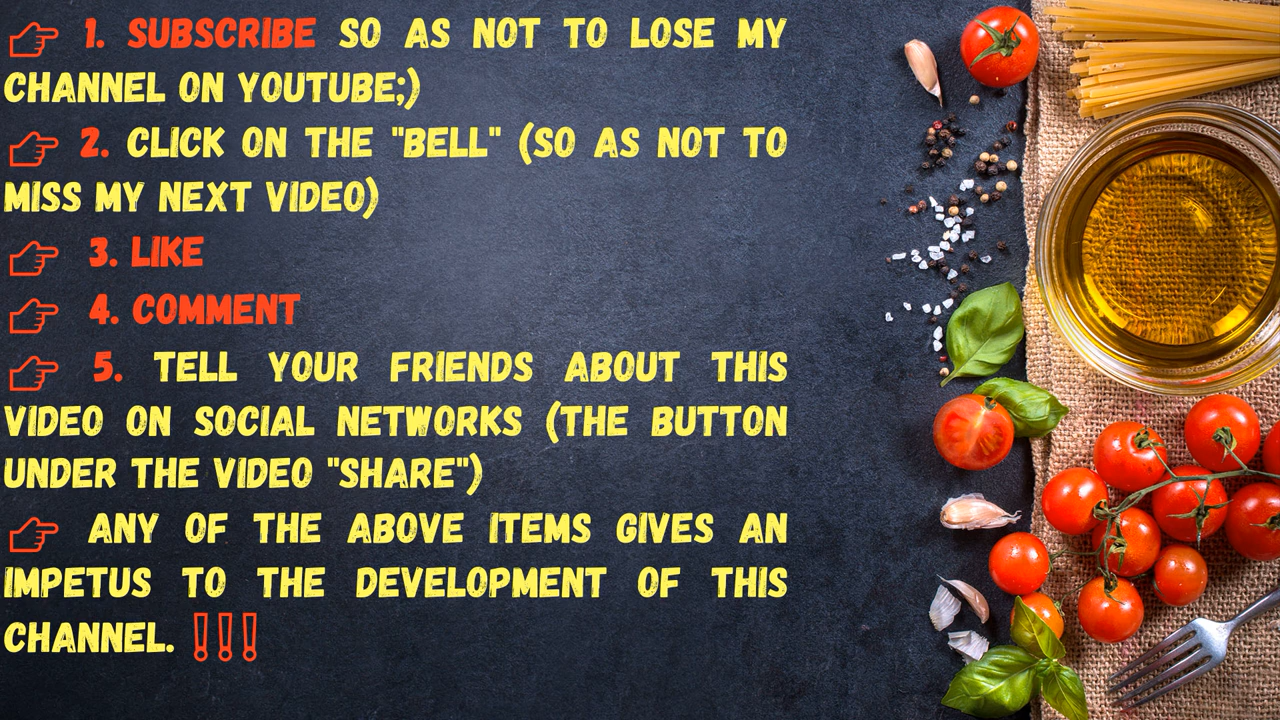 👉 1. SUBSCRIBE SO AS NOT TO LOSE MY
CHANNEL ON YOUTUBE;)
👉 2. CLICK ON THE "BELL" (SO AS NOT TO
MISS MY NEXT VIDEO)
👉 3. LIKE
👉 4. COMMENT
👉 5. TELL YOUR FRIENDS ABOUT THIS
VIDEO ON SOCIAL NETWORKS (THE BUTTON
UNDER THE VIDEO "SHARE")
👉 ANY OF THE ABOVE ITEMS GIVES AN
IMPETUS TO THE DEVELOPMENT OF THIS
CHANNEL. ❗❗❗